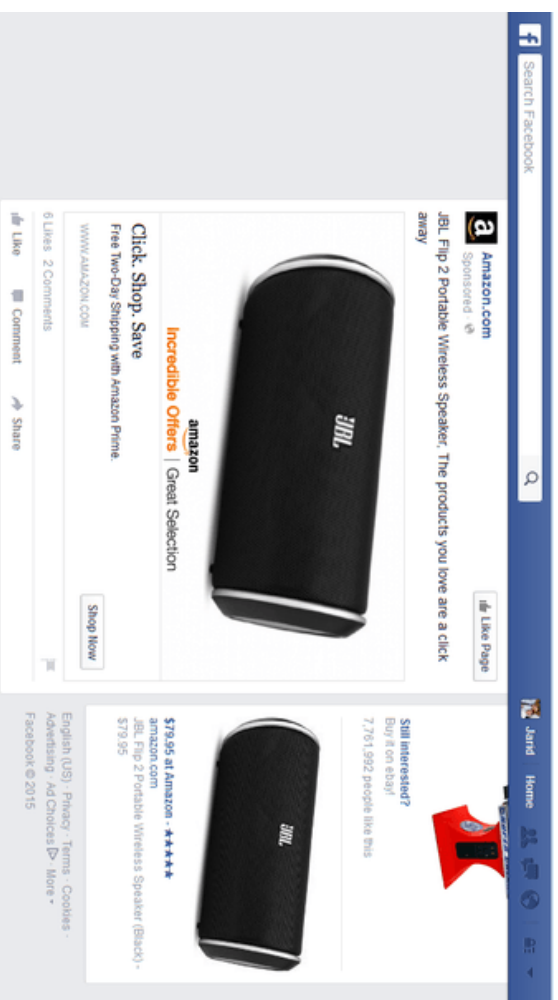 Search Facebook
Jarid
Home
Amazon.com
Sponsored ·
Like Page
JBL Flip 2 Portable Wireless Speaker, The products you love are a click
away
JBL
amazon
Incredible Offers | Great Selection
Click. Shop. Save
Free Two-Day Shipping with Amazon Prime.
WWW.AMAZON.COM
Shop Now
6 Likes 2 Comments
Like Comment Share
Still interested?
Buy it on ebay!
7,761,992 people like this
JBL
$79.95 at Amazon - ★★★★★
amazon.com
JBL Flip 2 Portable Wireless Speaker (Black) -
$79.95
English (US) · Privacy · Terms · Cookies ·
Advertising · Ad Choices · More
Facebook © 2015